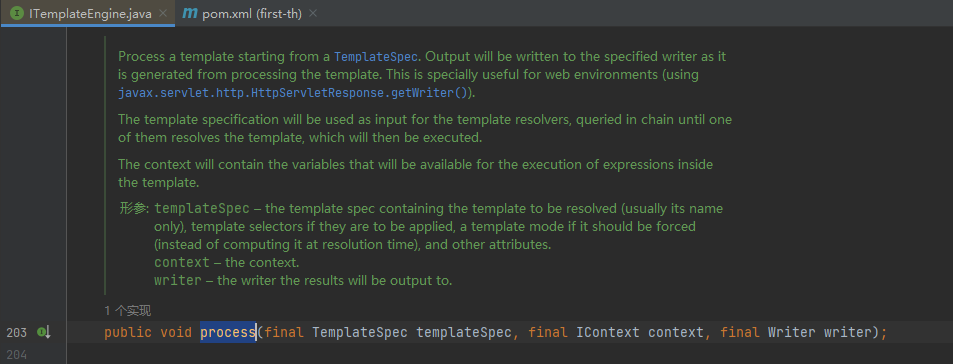 ITemplateEngine.java
pom.xml (first-th)
Process a template starting from a TemplateSpec. Output will be written to the specified writer as it
is generated from processing the template. This is specially useful for web environments (using
javax.servlet.http.HttpServletResponse.getWriter()).
The template specification will be used as input for the template resolvers, queried in chain until one
of them resolves the template, which will then be executed.
The context will contain the variables that will be available for the execution of expressions inside
the template.
形参: templateSpec – the template spec containing the template to be resolved (usually its name
only), template selectors if they are to be applied, a template mode if it should be forced
(instead of computing it at resolution time), and other attributes.
context – the context.
writer – the writer the results will be output to.
1 个实现
203 public void process(final TemplateSpec templateSpec, final IContext context, final Writer writer);
204